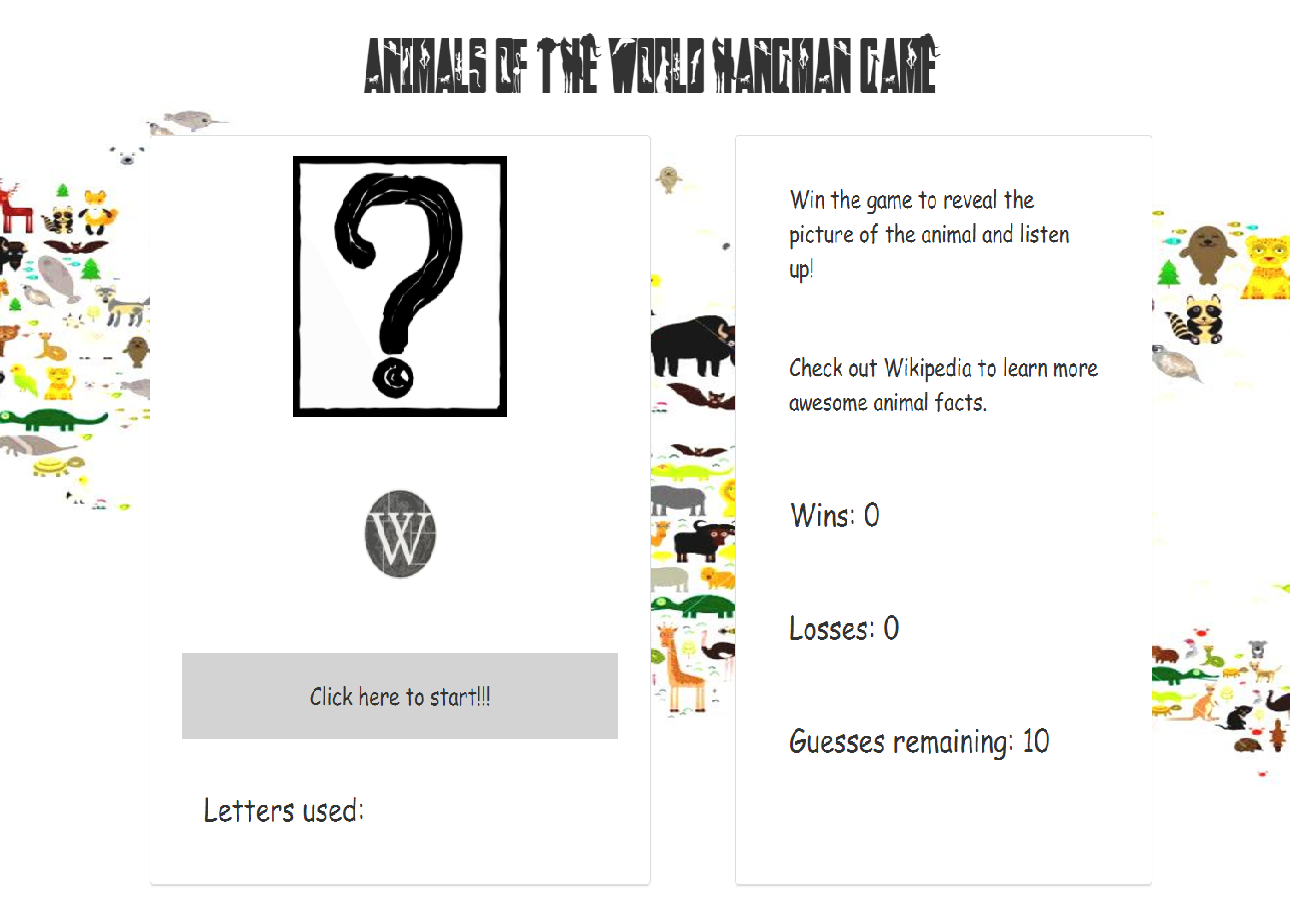 ANIMALS OF THE WORLD HANGMAN GAME
?
W
Click here to start!!!
Letters used:
Win the game to reveal the
picture of the animal and listen
up!
Check out Wikipedia to learn more
awesome animal facts.
Wins: 0
Losses: 0
Guesses remaining: 10